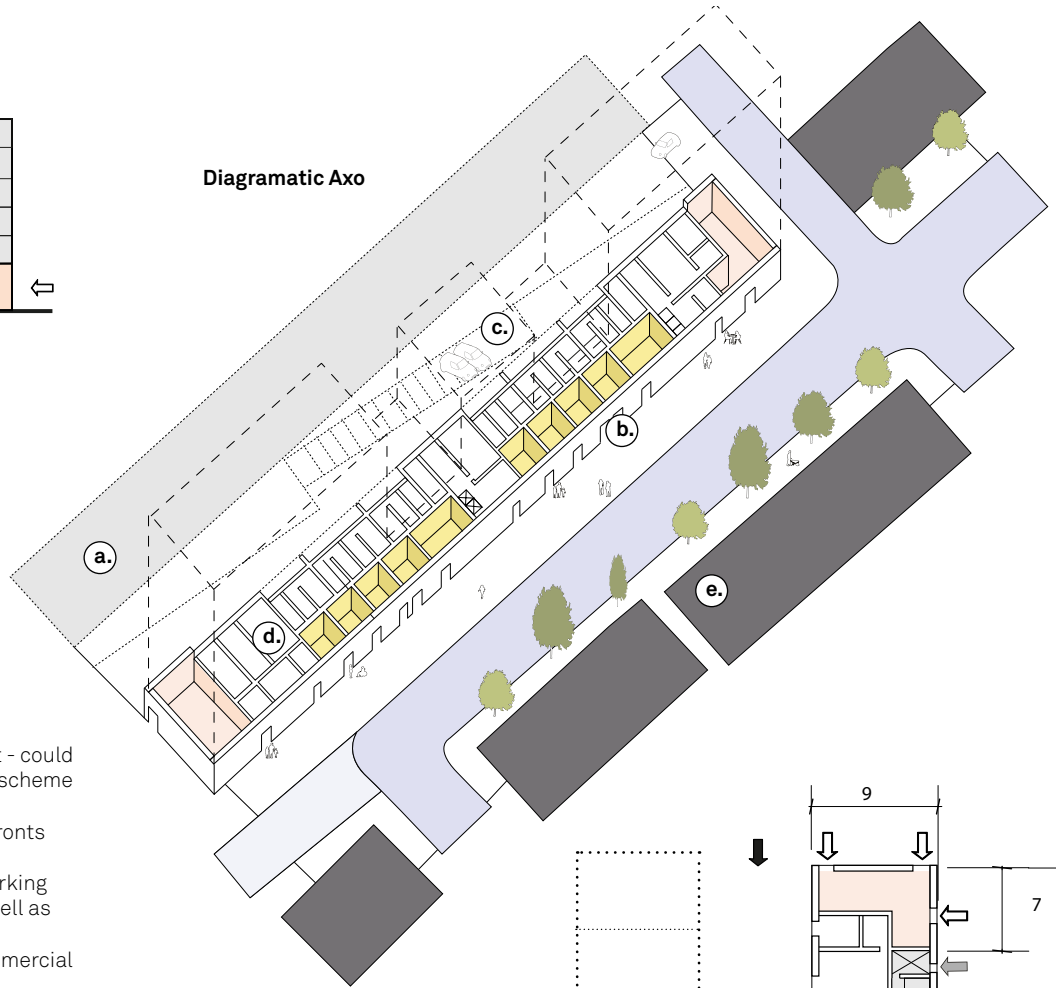 Diagramatic Axo
c.
b.
a.
e.
d.
- could
scheme
ronts
rking
ell as
mercial
9
7